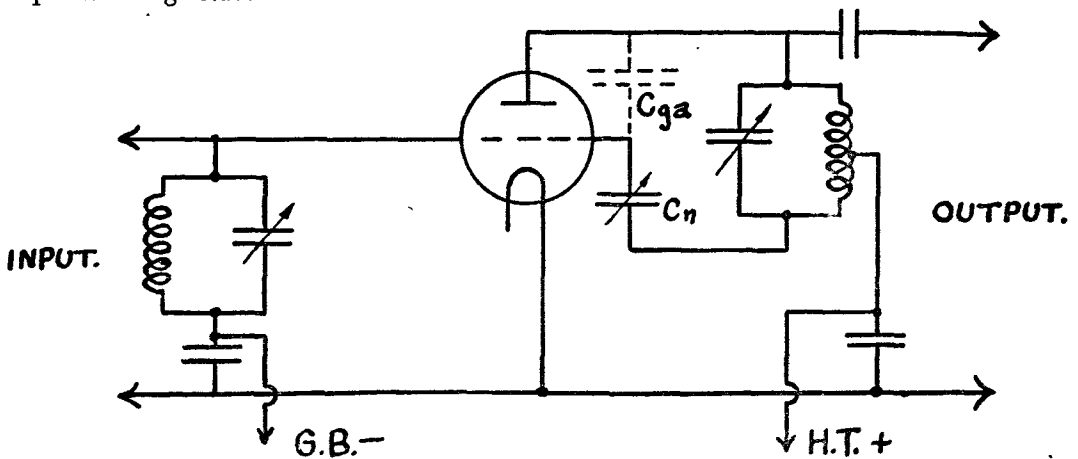 Cga
Cn
INPUT.
OUTPUT.
G.B.-
H.T. +